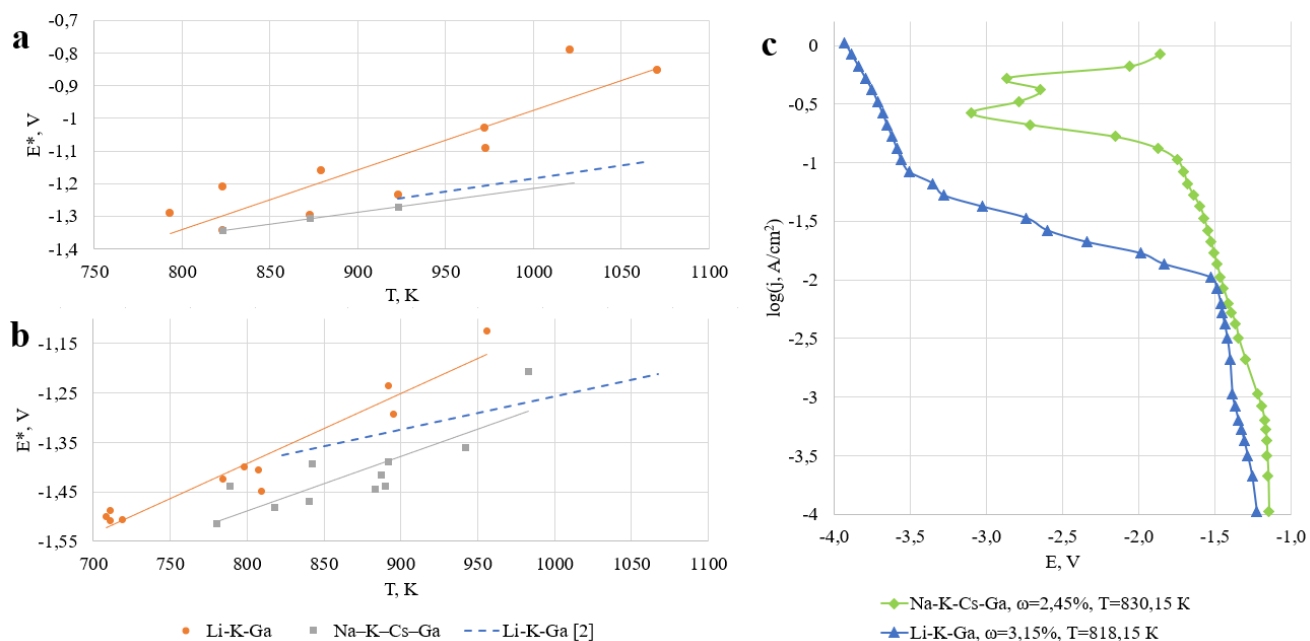 a
-0,7
-0,8
-0,9
-1
-1,1
-1,2
-1,3
-1,4
E*, V
750 800 850 900 950 1000 1050 1100
T, K
b
-1,15
-1,25
-1,35
-1,45
-1,55
E*, V
700 750 800 850 900 950 1000 1050 1100
T, K
Li-K-Ga Na–K–Cs–Ga Li-K-Ga [2]
c
0
-0,5
-1
-1,5
-2
-2,5
-3
-3,5
-4
log(j, A/cm²)
-4,0 -3,5 -3,0 -2,5 -2,0 -1,5 -1,0
E, V
Na-K-Cs-Ga, ω=2,45%, T=830,15 K
Li-K-Ga, ω=3,15%, T=818,15 K